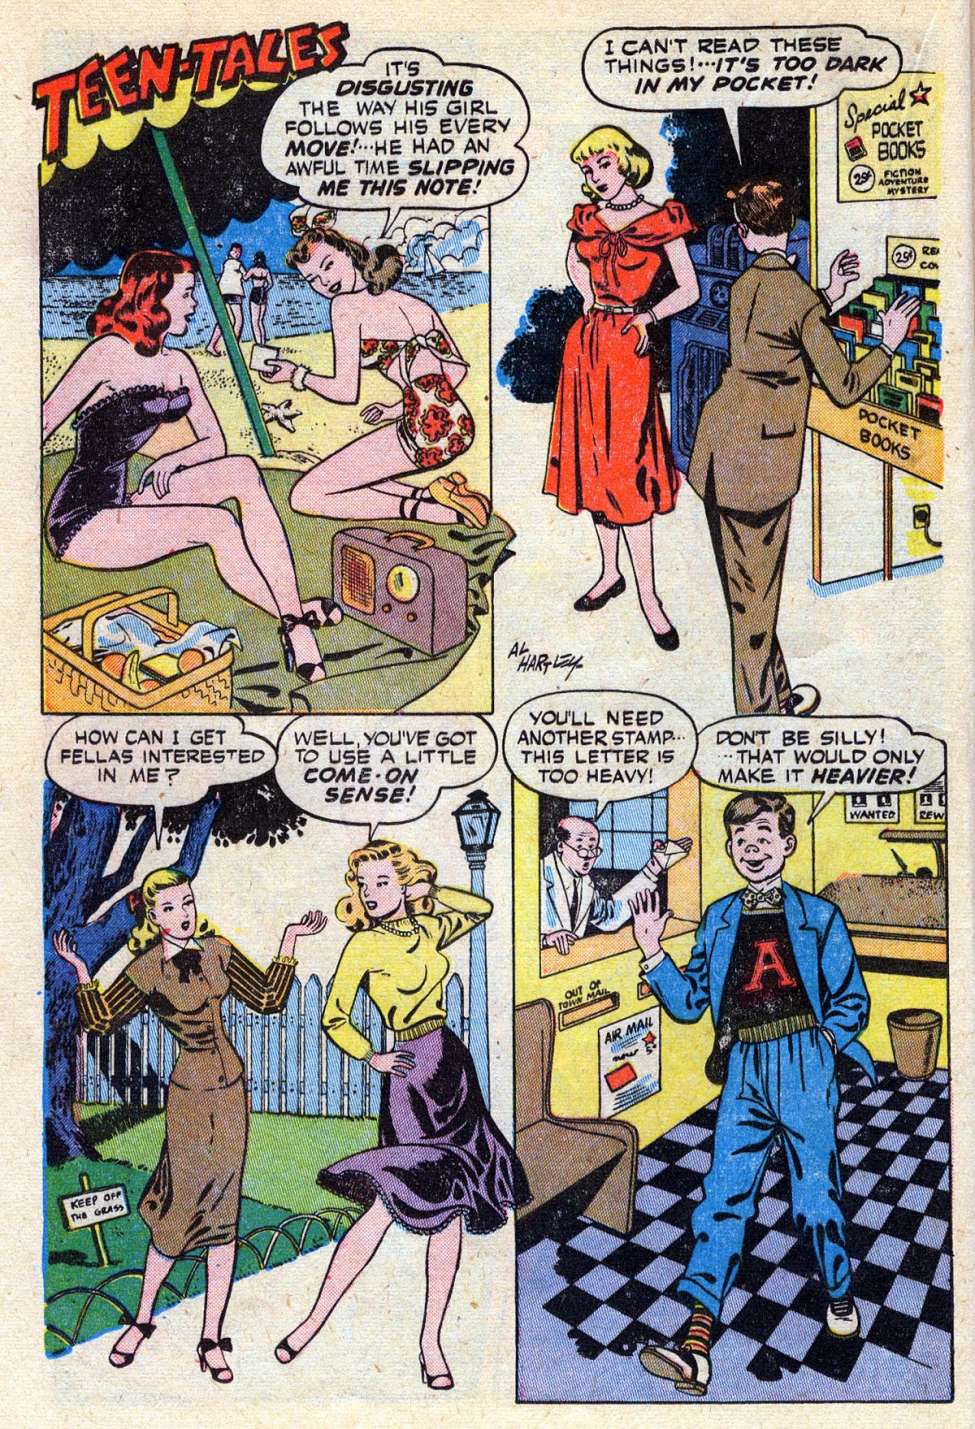 TEEN-TALES
IT'S
DISGUSTING
THE WAY HIS GIRL
FOLLOWS HIS EVERY
MOVE!...HE HAD AN
AWFUL TIME SLIPPING
ME THIS NOTE!
I CAN'T READ THESE
THINGS!...IT'S TOO DARK
IN MY POCKET!
Special
POCKET
BOOKS
25¢
FICTION
ADVENTURE
MYSTERY
25¢
POCKET
BOOKS
AL
HARTLEY
HOW CAN I GET
FELLAS INTERESTED
IN ME?
WELL, YOU'VE GOT
TO USE A LITTLE
COME-ON
SENSE!
KEEP OFF
THE GRASS
YOU'LL NEED
ANOTHER STAMP...
THIS LETTER IS
TOO HEAVY!
DON'T BE SILLY!
...THAT WOULD ONLY
MAKE IT HEAVIER!
WANTED
REW
OUT OF
TOWN MAIL
AIR MAIL
now 5¢
A